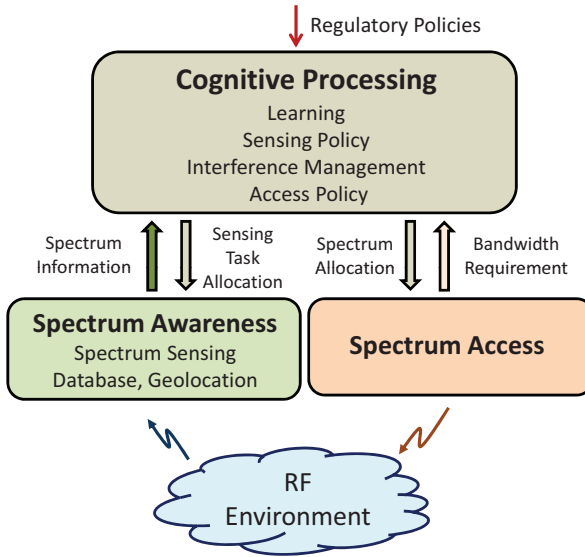 Regulatory Policies
Cognitive Processing
Learning
Sensing Policy
Interference Management
Access Policy
Spectrum
Information
Sensing
Task
Allocation
Spectrum
Allocation
Bandwidth
Requirement
Spectrum Awareness
Spectrum Sensing
Database, Geolocation
Spectrum Access
RF
Environment